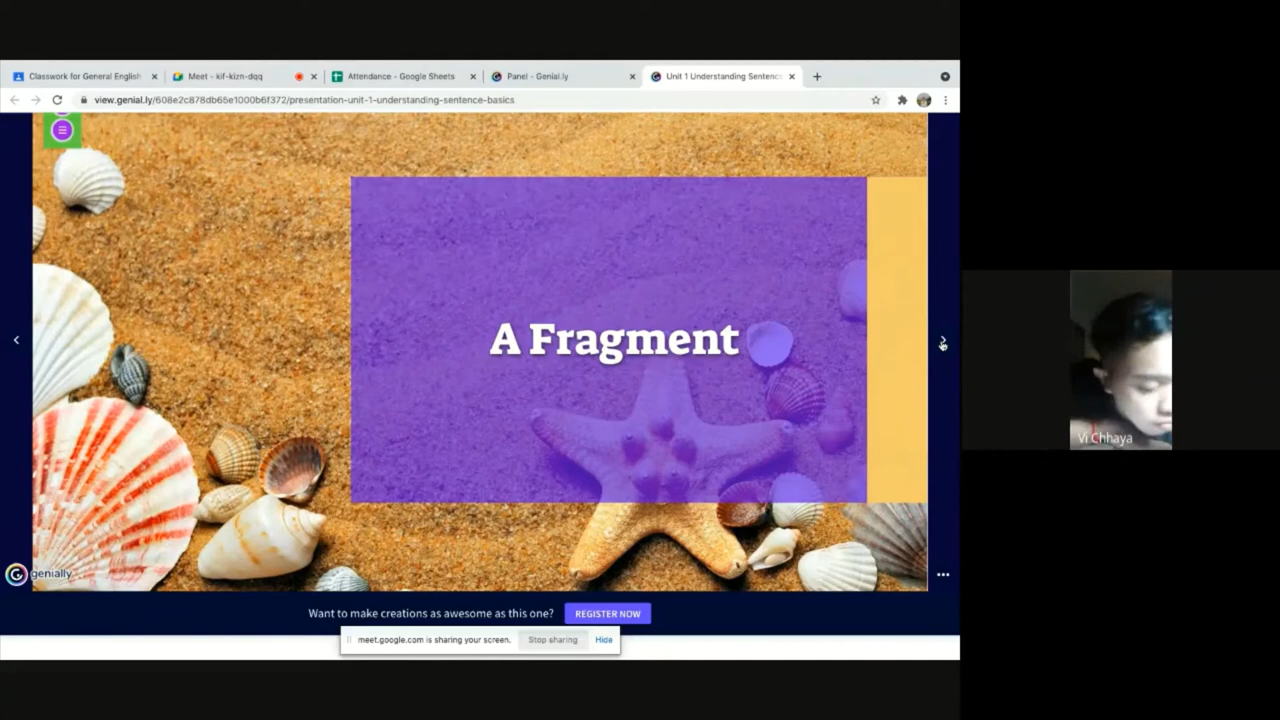 Classwork for General English
Meet - kif-kizn-dqq
Attendance - Google Sheets
Panel - Genial.ly
Unit 1 Understanding Sentenc
view.genial.ly/608e2c878db65e1000b6f372/presentation-unit-1-understanding-sentence-basics
A Fragment
Vi Chhaya
genially
Want to make creations as awesome as this one?
REGISTER NOW
meet.google.com is sharing your screen.
Stop sharing
Hide